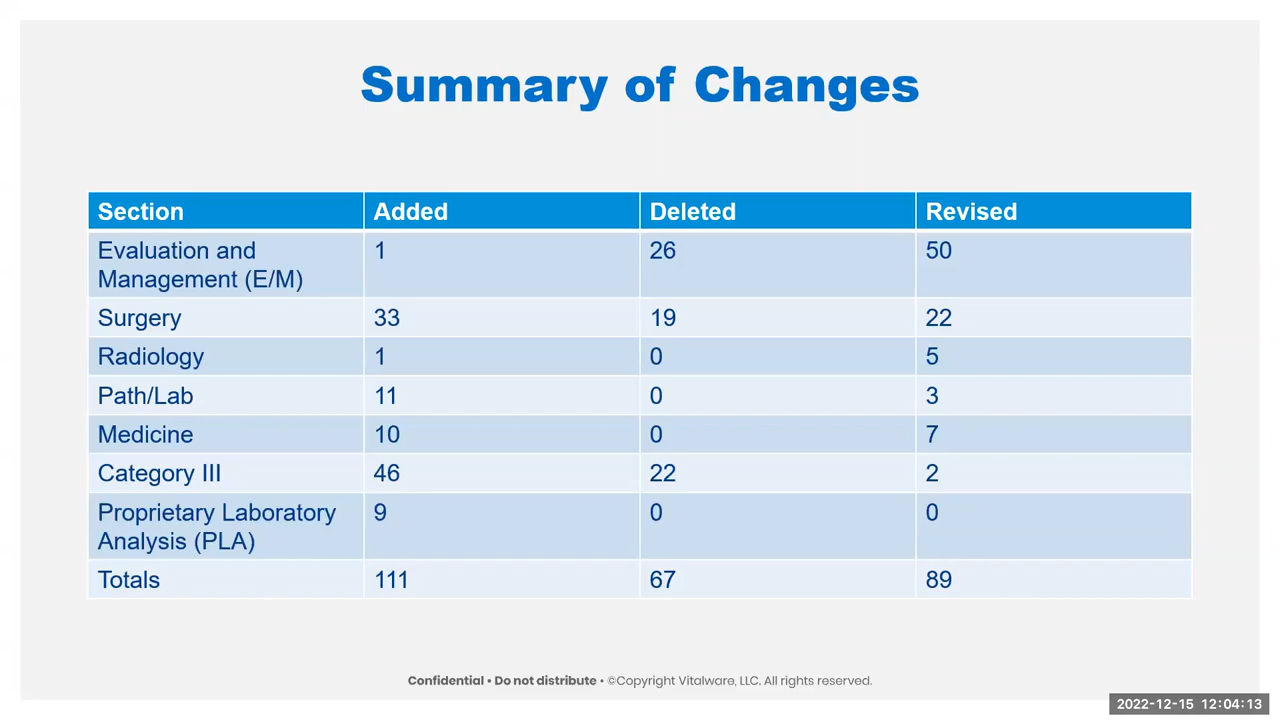 Summary of Changes
Section Added Deleted Revised
Evaluation and Management (E/M) 1 26 50
Surgery 33 19 22
Radiology 1 0 5
Path/Lab 11 0 3
Medicine 10 0 7
Category III 46 22 2
Proprietary Laboratory Analysis (PLA) 9 0 0
Totals 111 67 89
Confidential • Do not distribute • ©Copyright Vitalware, LLC. All rights reserved.
2022-12-15 12:04:13